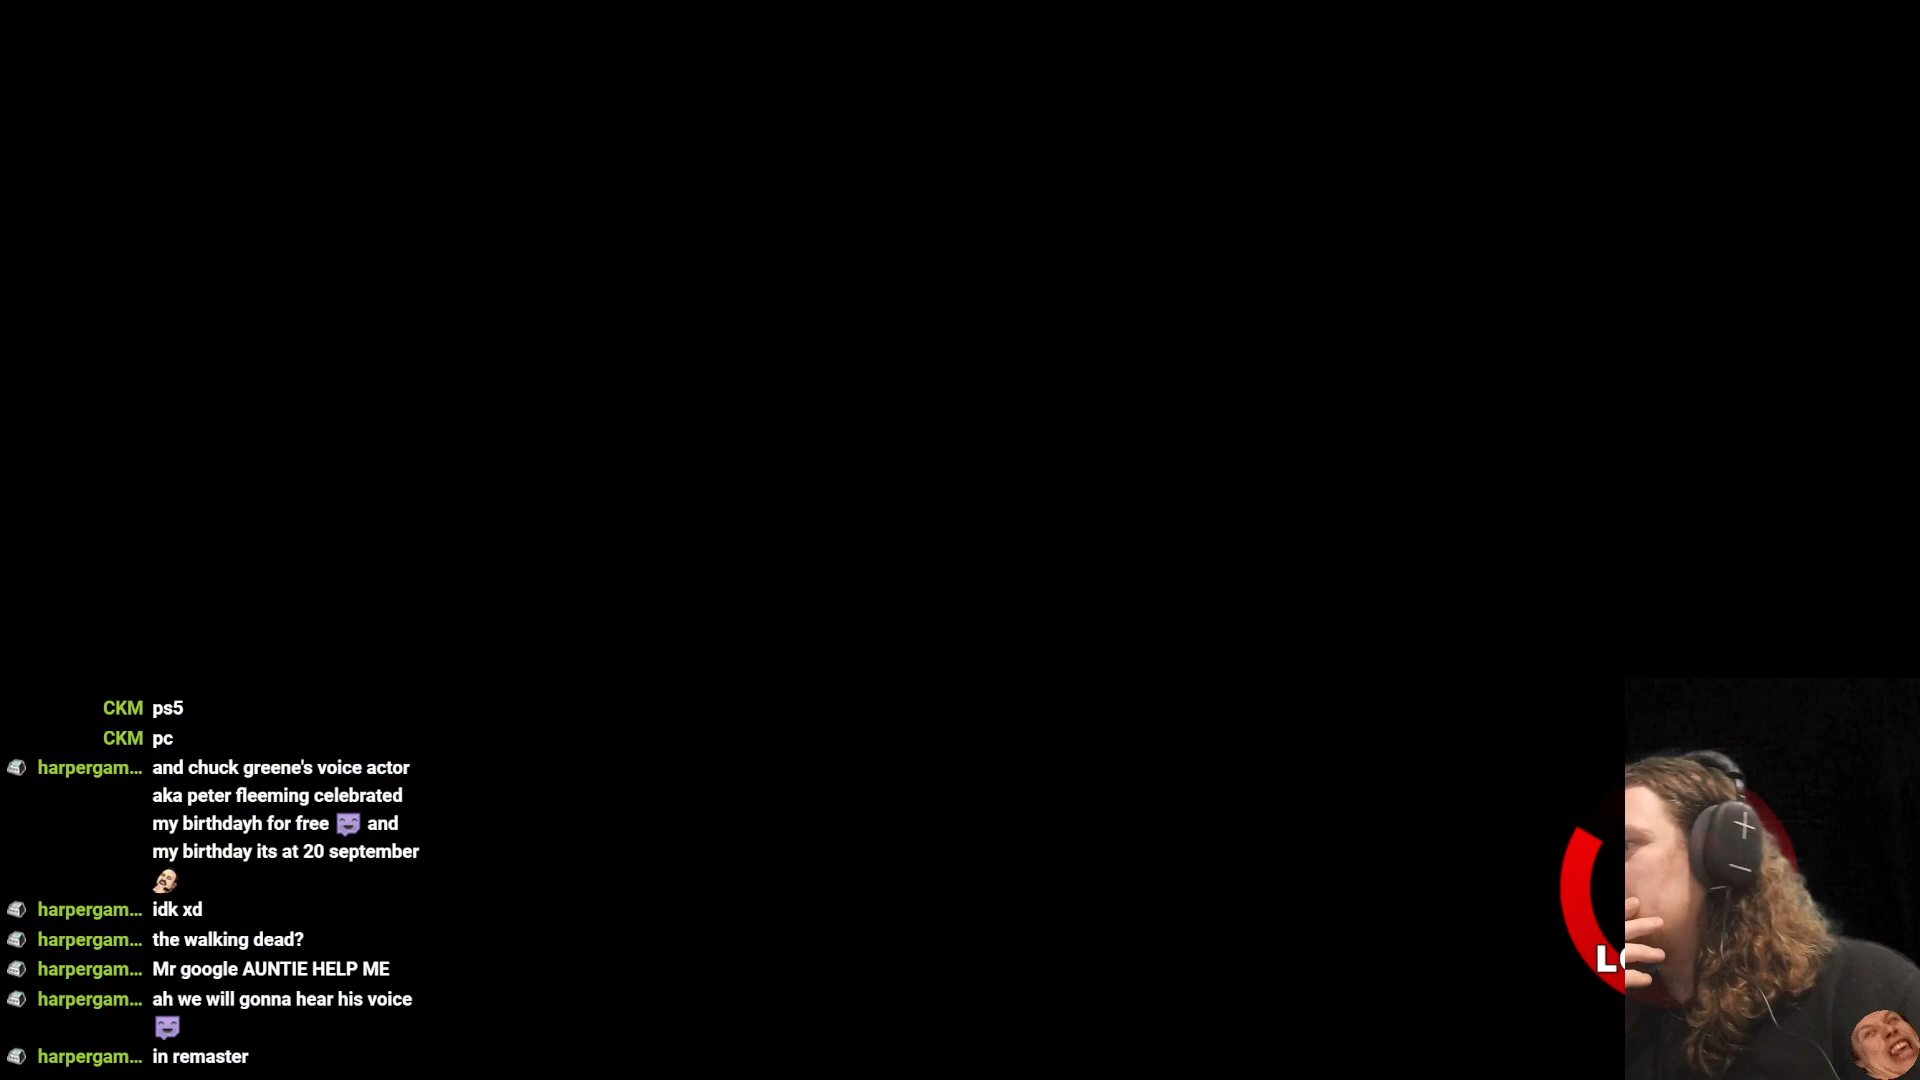 CKM ps5
CKM pc
harpergam... and chuck greene's voice actor
aka peter fleeming celebrated
my birthdayh for free and
my birthday its at 20 september
harpergam... idk xd
harpergam... the walking dead?
harpergam... Mr google AUNTIE HELP ME
harpergam... ah we will gonna hear his voice
harpergam... in remaster